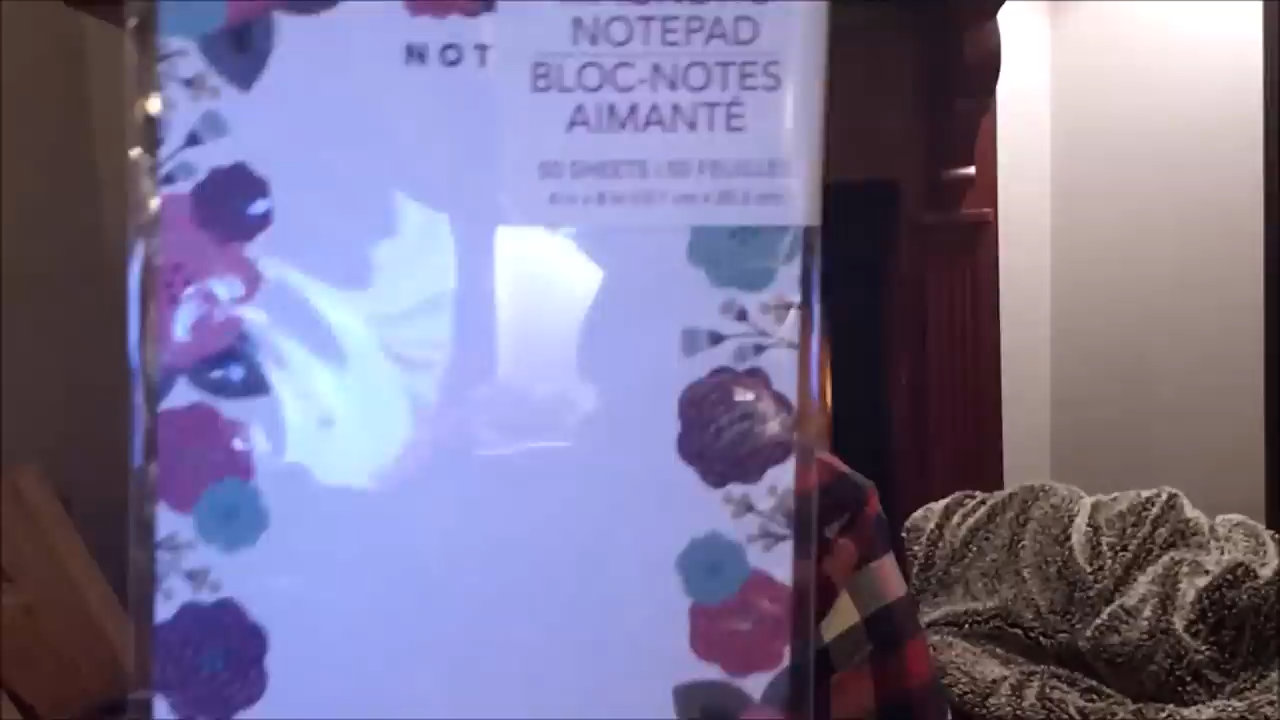 NOT
NOTEPAD
BLOC-NOTES
AIMANTÉ
50 SHEETS / 50 FEUILLES